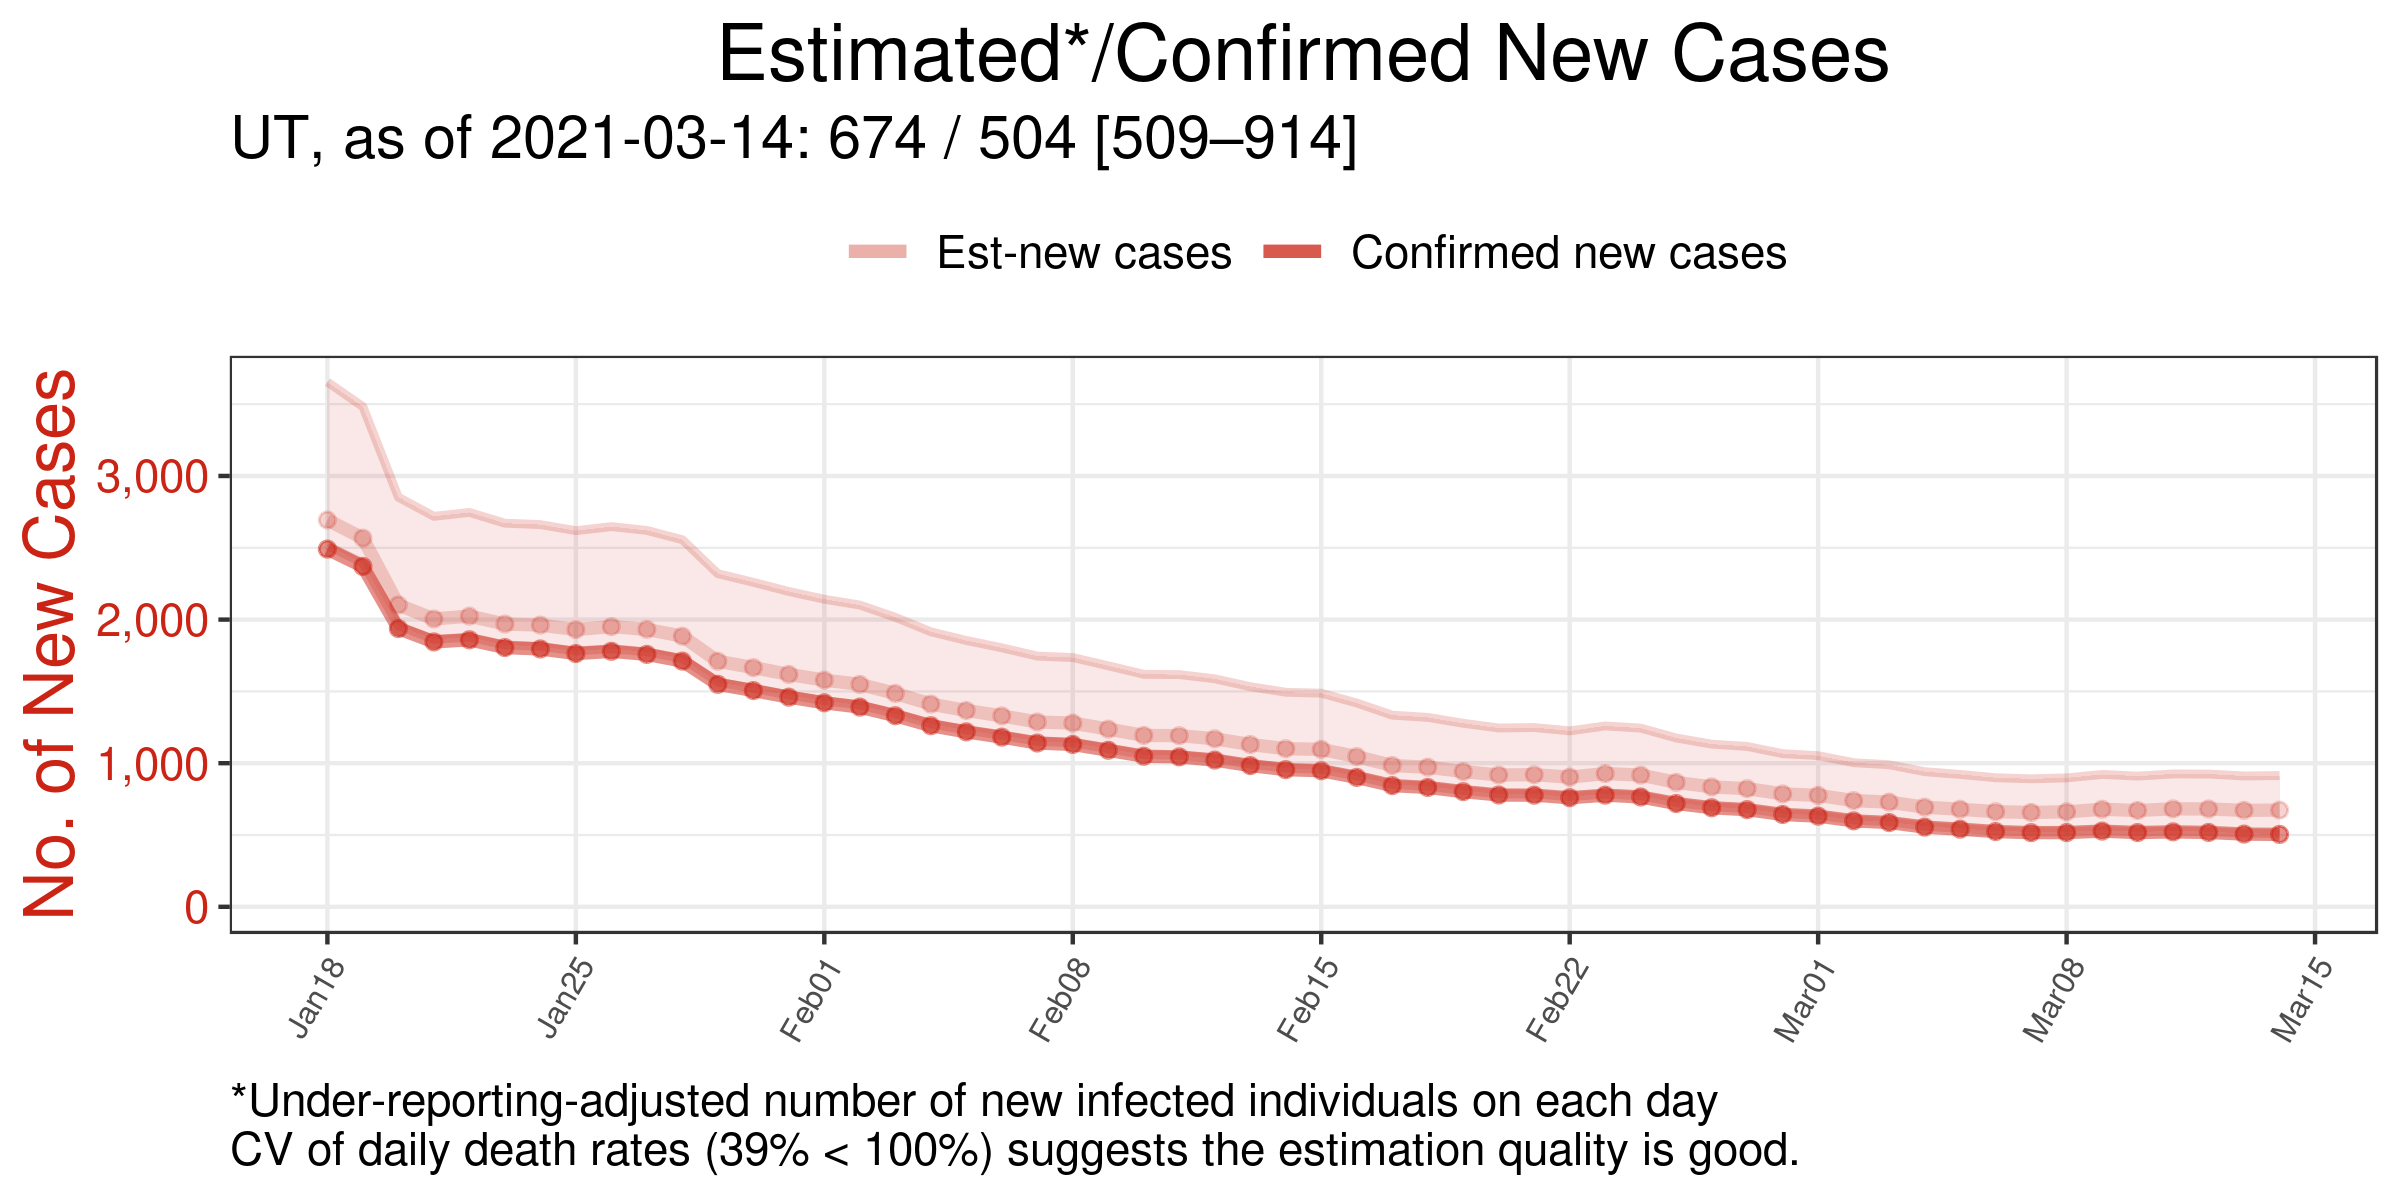 Estimated*/Confirmed New Cases
UT, as of 2021-03-14: 674 / 504 [509–914]
Est-new cases
Confirmed new cases
No. of New Cases
3,000
2,000
1,000
0
Jan18
Jan25
Feb01
Feb08
Feb15
Feb22
Mar01
Mar08
Mar15
*Under-reporting-adjusted number of new infected individuals on each day
CV of daily death rates (39% < 100%) suggests the estimation quality is good.